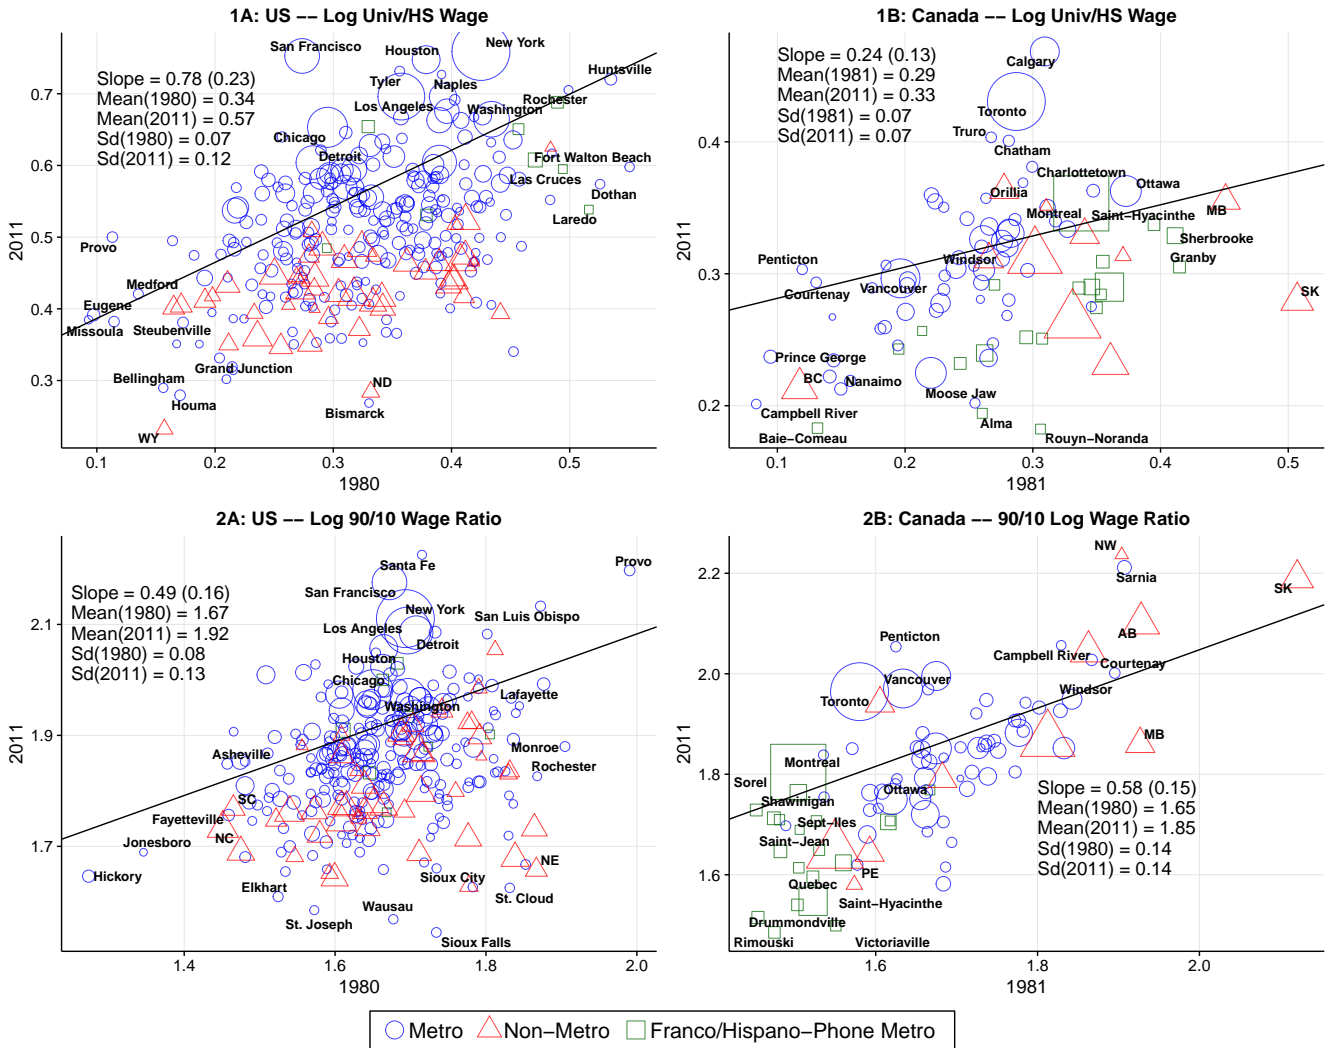 1A: US −− Log Univ/HS Wage
Slope = 0.78 (0.23)
Mean(1980) = 0.34
Mean(2011) = 0.57
Sd(1980) = 0.07
Sd(2011) = 0.12
San Francisco
Houston
New York
Huntsville
Tyler
Naples
Los Angeles
Washington
Rochester
Chicago
Detroit
Fort Walton Beach
Las Cruces
Dothan
Laredo
Provo
Medford
Eugene
Missoula
Steubenville
Grand Junction
Bellingham
Houma
ND
Bismarck
WY
2011
0.7
0.6
0.5
0.4
0.3
0.1 0.2 0.3 0.4 0.5
1980
1B: Canada −− Log Univ/HS Wage
Slope = 0.24 (0.13)
Mean(1981) = 0.29
Mean(2011) = 0.33
Sd(1981) = 0.07
Sd(2011) = 0.07
Calgary
Toronto
Truro
Chatham
Charlottetown
Orillia
Ottawa
Montreal
Saint−Hyacinthe
MB
Sherbrooke
Granby
Windsor
Penticton
Courtenay
Vancouver
SK
Prince George
BC
Nanaimo
Moose Jaw
Campbell River
Alma
Baie−Comeau
Rouyn−Noranda
2011
0.4
0.3
0.2
0.1 0.2 0.3 0.4 0.5
1981
2A: US −− Log 90/10 Wage Ratio
Slope = 0.49 (0.16)
Mean(1980) = 1.67
Mean(2011) = 1.92
Sd(1980) = 0.08
Sd(2011) = 0.13
Santa Fe
Provo
San Francisco
New York
San Luis Obispo
Los Angeles
Detroit
Houston
Chicago
Lafayette
Washington
Asheville
Monroe
Rochester
SC
Fayetteville
NC
Jonesboro
Hickory
NE
Elkhart
Sioux City
St. Cloud
Wausau
St. Joseph
Sioux Falls
2011
2.1
1.9
1.7
1.4 1.6 1.8 2.0
1980
2B: Canada −− 90/10 Log Wage Ratio
NW
Sarnia
SK
Penticton
AB
Campbell River
Courtenay
Vancouver
Windsor
Toronto
MB
Montreal
Sorel
Ottawa
Shawinigan
Sept−Iles
Saint−Jean
PE
Quebec
Saint−Hyacinthe
Drummondville
Rimouski
Victoriaville
Slope = 0.58 (0.15)
Mean(1980) = 1.65
Mean(2011) = 1.85
Sd(1980) = 0.14
Sd(2011) = 0.14
2011
2.2
2.0
1.8
1.6
1.6 1.8 2.0
1981
Metro Non−Metro Franco/Hispano−Phone Metro